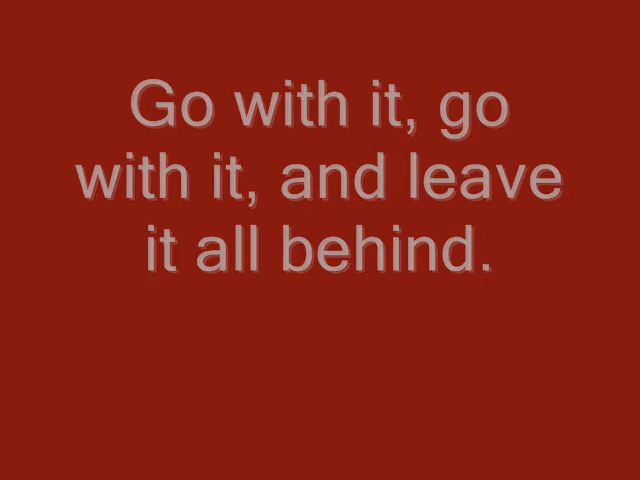 Go with it, go
with it, and leave
it all behind.